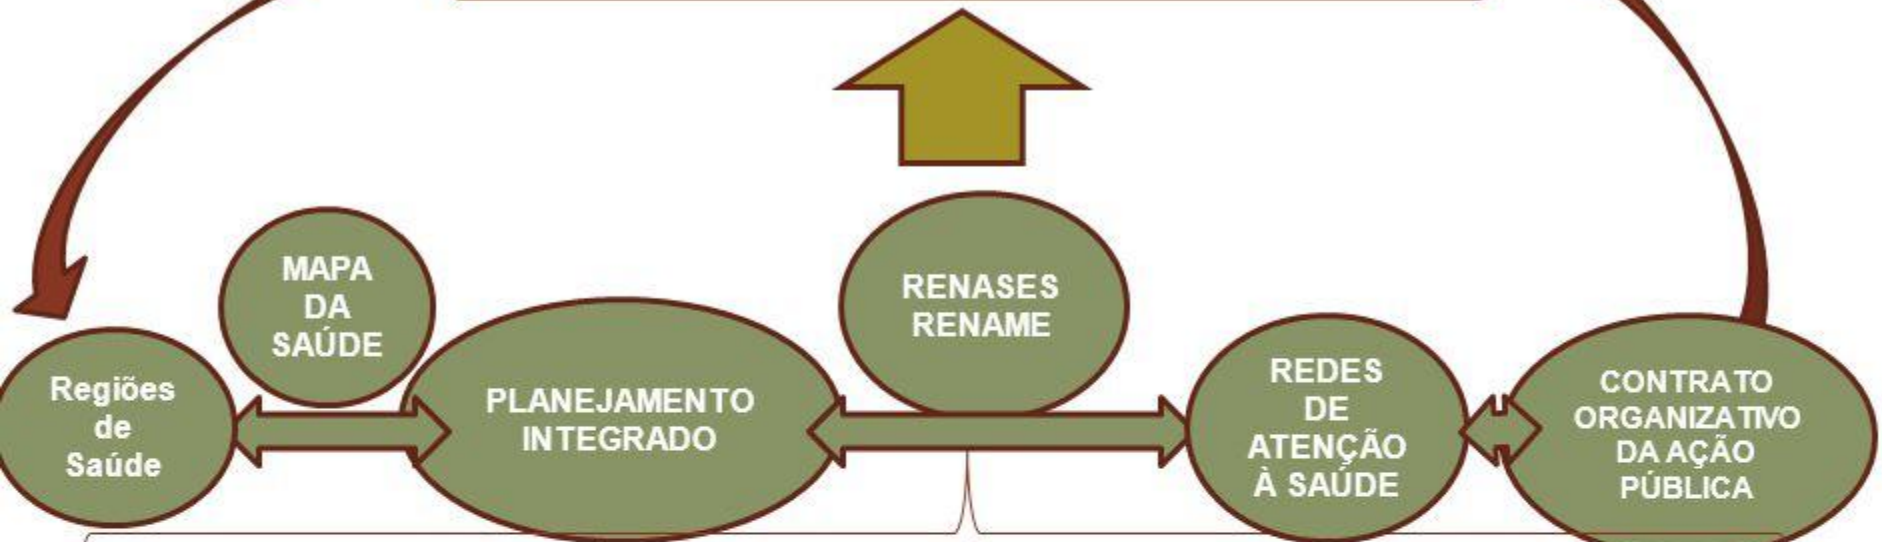 Regiões
de
Saúde
MAPA
DA
SAÚDE
PLANEJAMENTO
INTEGRADO
RENASES
RENAME
REDES
DE
ATENÇÃO
À SAÚDE
CONTRATO
ORGANIZATIVO
DA AÇÃO
PÚBLICA